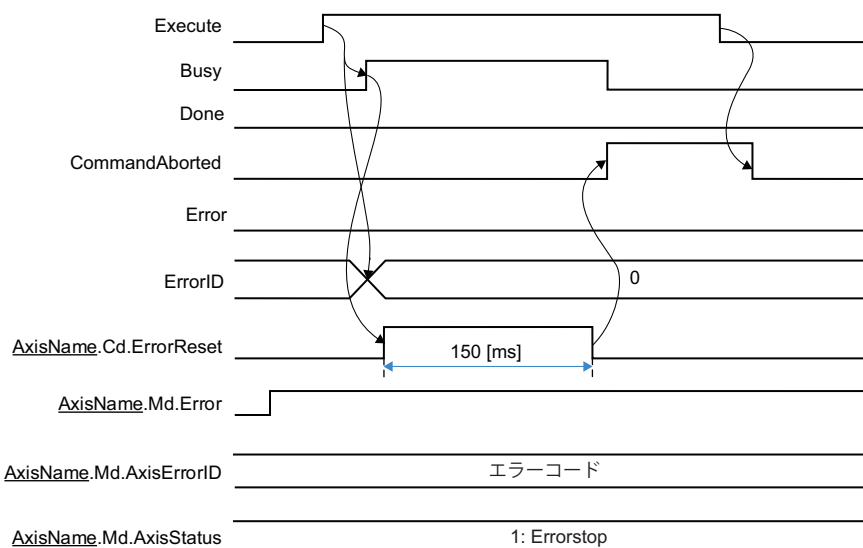 Execute
Busy
Done
CommandAborted
Error
ErrorID
0
AxisName.Cd.ErrorReset
150 [ms]
AxisName.Md.Error
AxisName.Md.AxisErrorID
エラーコード
AxisName.Md.AxisStatus
1: Errorstop